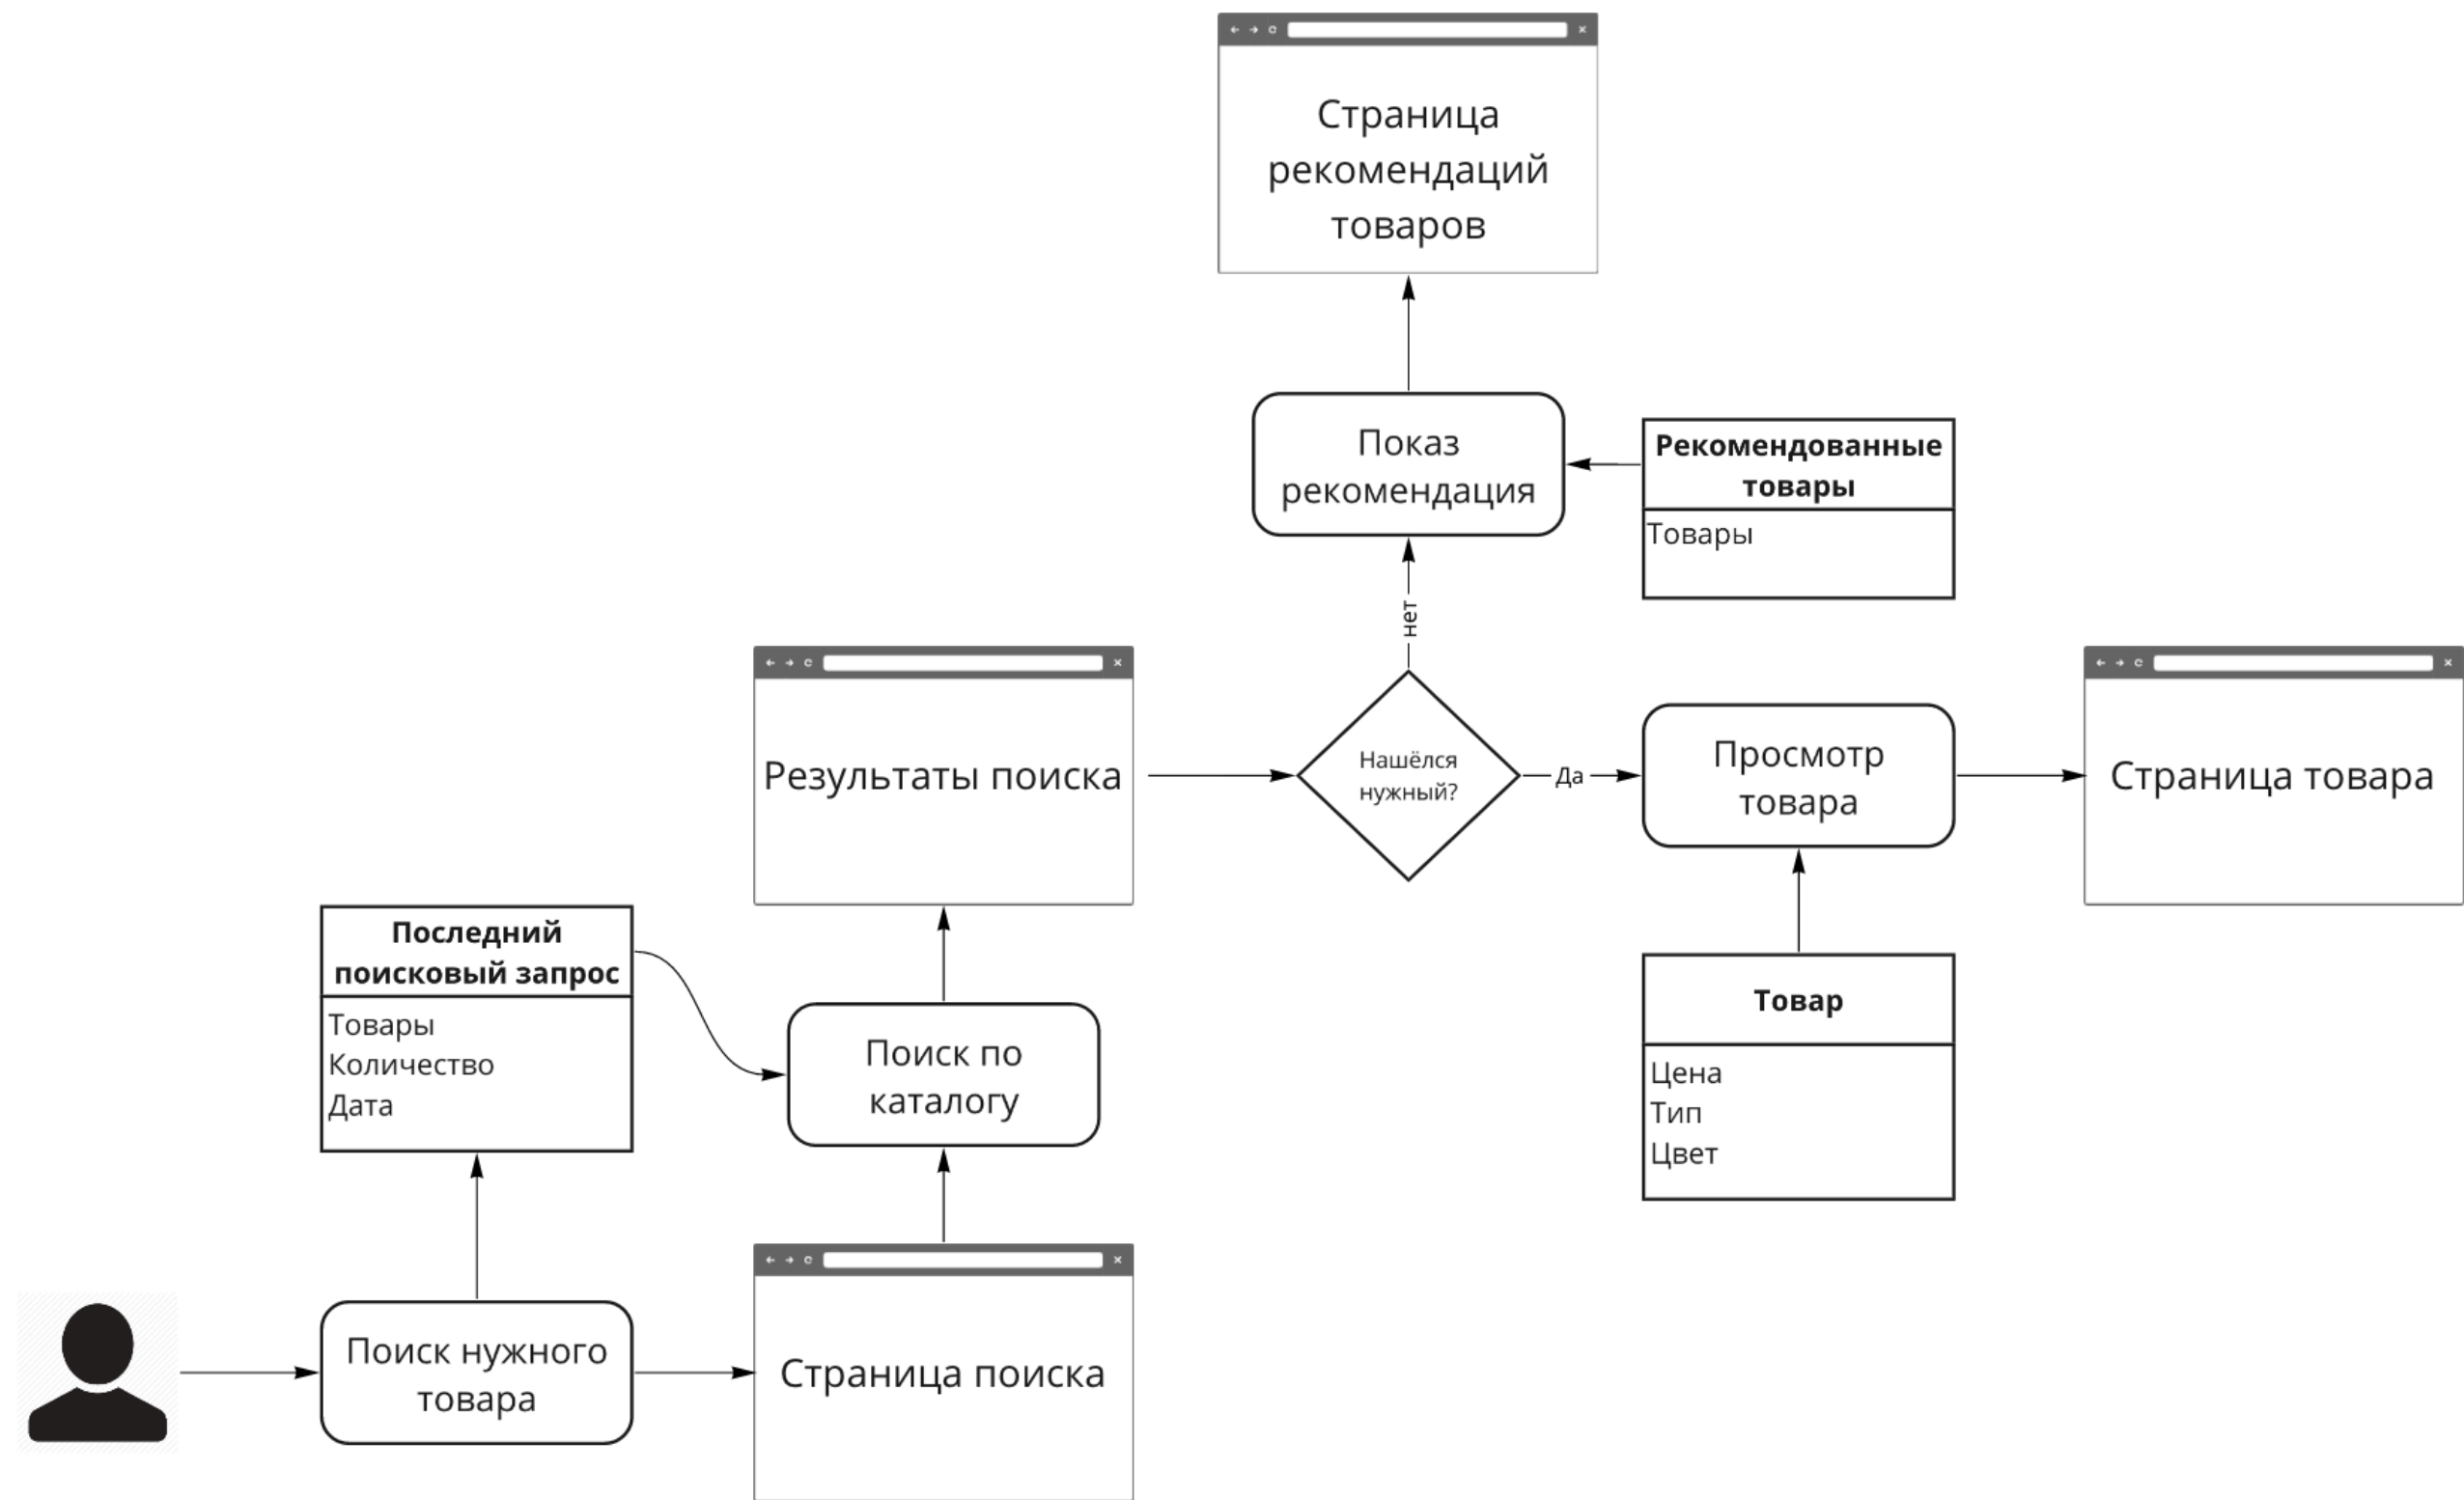 Страница
рекомендаций
товаров
Показ
рекомендация
Рекомендованные
товары
Товары
нет
Результаты поиска
Нашёлся
нужный?
Да
Просмотр
товара
Страница товара
Последний
поисковый запрос
Товары
Количество
Дата
Поиск по
каталогу
Товар
Цена
Тип
Цвет
Поиск нужного
товара
Страница поиска